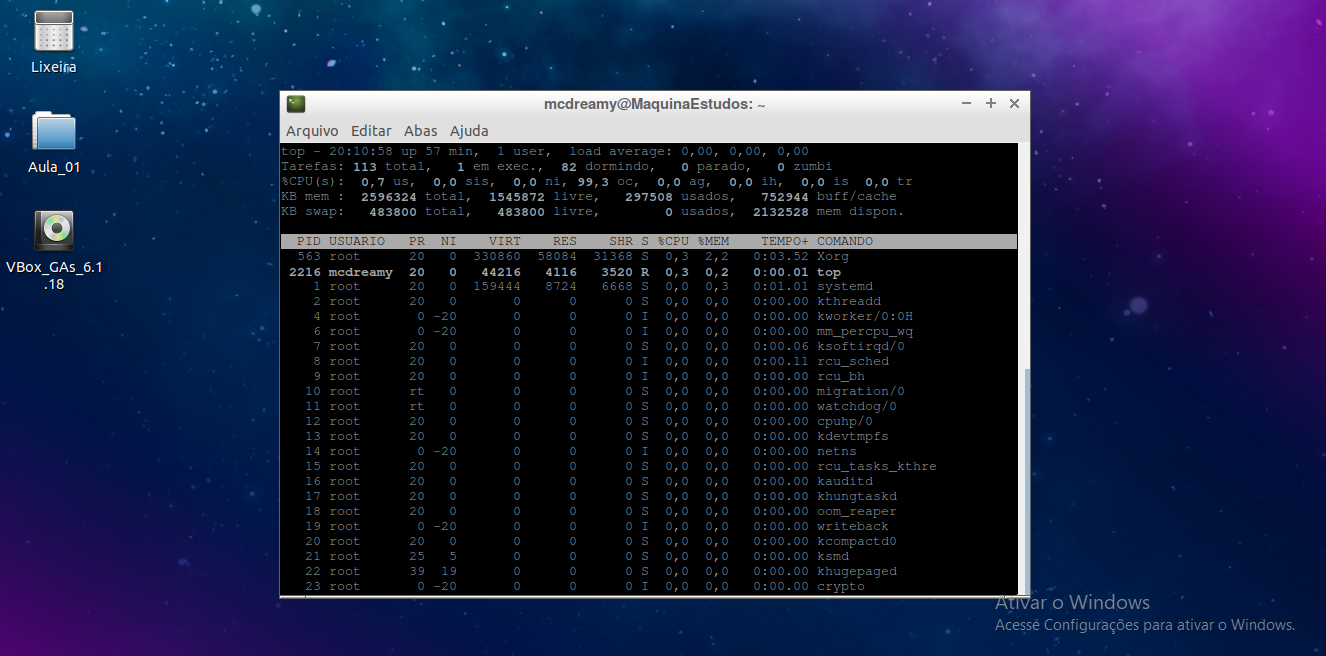 Lixeira
Aula_01
VBox_GAs_6.1
.18
mcdreamy@MaquinaEstudos: ~
Arquivo Editar Abas Ajuda
top - 20:10:58 up 57 min,  1 user,  load average: 0,00, 0,00, 0,00
Tarefas: 113 total,   1 em exec.,  82 dormindo,   0 parado,   0 zumbi
%CPU(s):  0,7 us,  0,0 sis,  0,0 ni, 99,3 oc,  0,0 ag,  0,0 ih,  0,0 is  0,0 tr
KB mem :  2596324 total,  1545872 livre,   297508 usados,   752944 buff/cache
KB swap:   483800 total,   483800 livre,        0 usados,  2132528 mem dispon.
PID USUARIO PR NI VIRT RES SHR S %CPU %MEM TEMPO+ COMANDO
563 root 20 0 330860 58084 31368 S 0,3 2,2 0:03.52 Xorg
2216 mcdreamy 20 0 44216 4116 3520 R 0,3 0,2 0:00.01 top
1 root 20 0 159444 8724 6668 S 0,0 0,3 0:01.01 systemd
2 root 20 0 0 0 0 S 0,0 0,0 0:00.00 kthreadd
4 root 0 -20 0 0 0 I 0,0 0,0 0:00.00 kworker/0:0H
6 root 0 -20 0 0 0 I 0,0 0,0 0:00.00 mm_percpu_wq
7 root 20 0 0 0 0 S 0,0 0,0 0:00.06 ksoftirqd/0
8 root 20 0 0 0 0 I 0,0 0,0 0:00.11 rcu_sched
9 root 20 0 0 0 0 I 0,0 0,0 0:00.00 rcu_bh
10 root rt 0 0 0 0 S 0,0 0,0 0:00.00 migration/0
11 root rt 0 0 0 0 S 0,0 0,0 0:00.00 watchdog/0
12 root 20 0 0 0 0 S 0,0 0,0 0:00.00 cpuhp/0
13 root 20 0 0 0 0 S 0,0 0,0 0:00.00 kdevtmpfs
14 root 0 -20 0 0 0 I 0,0 0,0 0:00.00 netns
15 root 20 0 0 0 0 S 0,0 0,0 0:00.00 rcu_tasks_kthre
16 root 20 0 0 0 0 S 0,0 0,0 0:00.00 kauditd
17 root 20 0 0 0 0 S 0,0 0,0 0:00.00 khungtaskd
18 root 20 0 0 0 0 S 0,0 0,0 0:00.00 oom_reaper
19 root 0 -20 0 0 0 I 0,0 0,0 0:00.00 writeback
20 root 20 0 0 0 0 S 0,0 0,0 0:00.00 kcompactd0
21 root 25 5 0 0 0 S 0,0 0,0 0:00.00 ksmd
22 root 39 19 0 0 0 S 0,0 0,0 0:00.00 khugepaged
23 root 0 -20 0 0 0 I 0,0 0,0 0:00.00 crypto
Ativar o Windows
Acesse Configurações para ativar o Windows.